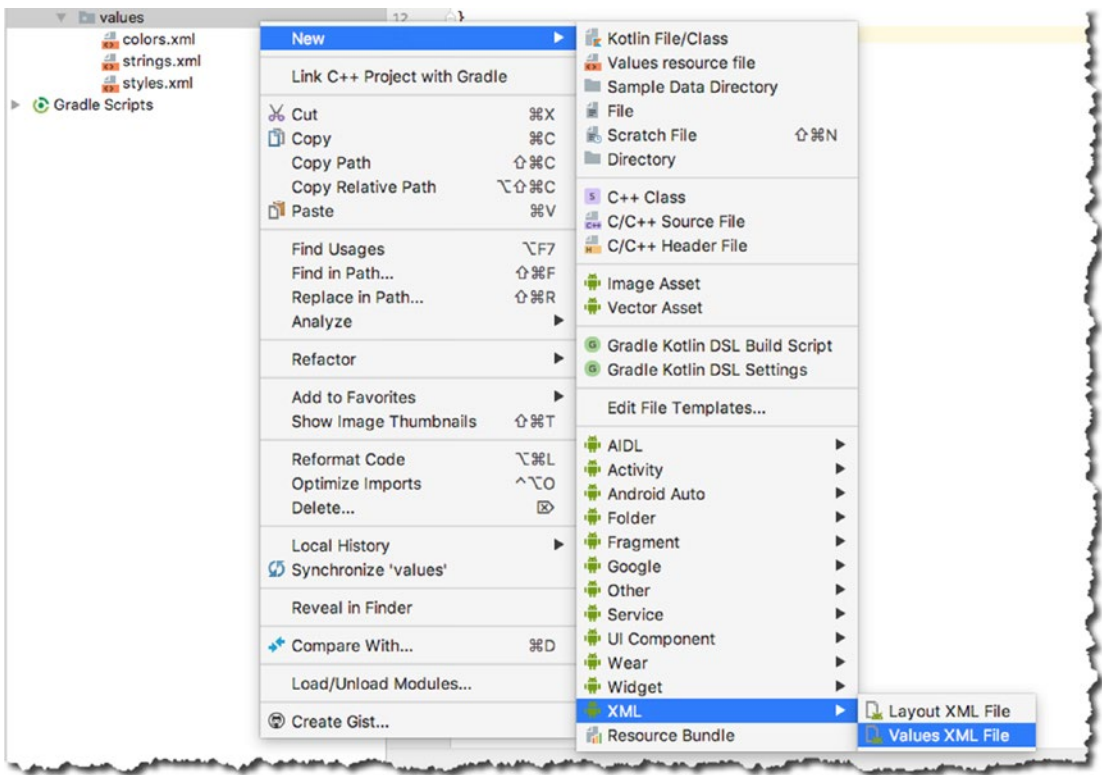 values
colors.xml
strings.xml
styles.xml
Gradle Scripts
12 }
New
Link C++ Project with Gradle
Cut ⌘X
Copy ⌘C
Copy Path ⇧⌘C
Copy Relative Path ⌥⇧⌘C
Paste ⌘V
Find Usages ⌥F7
Find in Path... ⇧⌘F
Replace in Path... ⇧⌘R
Analyze
Refactor
Add to Favorites
Show Image Thumbnails ⇧⌘T
Reformat Code ⌥⌘L
Optimize Imports ^⌥O
Delete... ⌦
Local History
Synchronize 'values'
Reveal in Finder
Compare With... ⌘D
Load/Unload Modules...
Create Gist...
Kotlin File/Class
Values resource file
Sample Data Directory
File
Scratch File ⇧⌘N
Directory
S C++ Class
C++ C/C++ Source File
H C/C++ Header File
Image Asset
Vector Asset
G Gradle Kotlin DSL Build Script
G Gradle Kotlin DSL Settings
Edit File Templates...
AIDL
Activity
Android Auto
Folder
Fragment
Google
Other
Service
UI Component
Wear
Widget
XML
Resource Bundle
Layout XML File
Values XML File